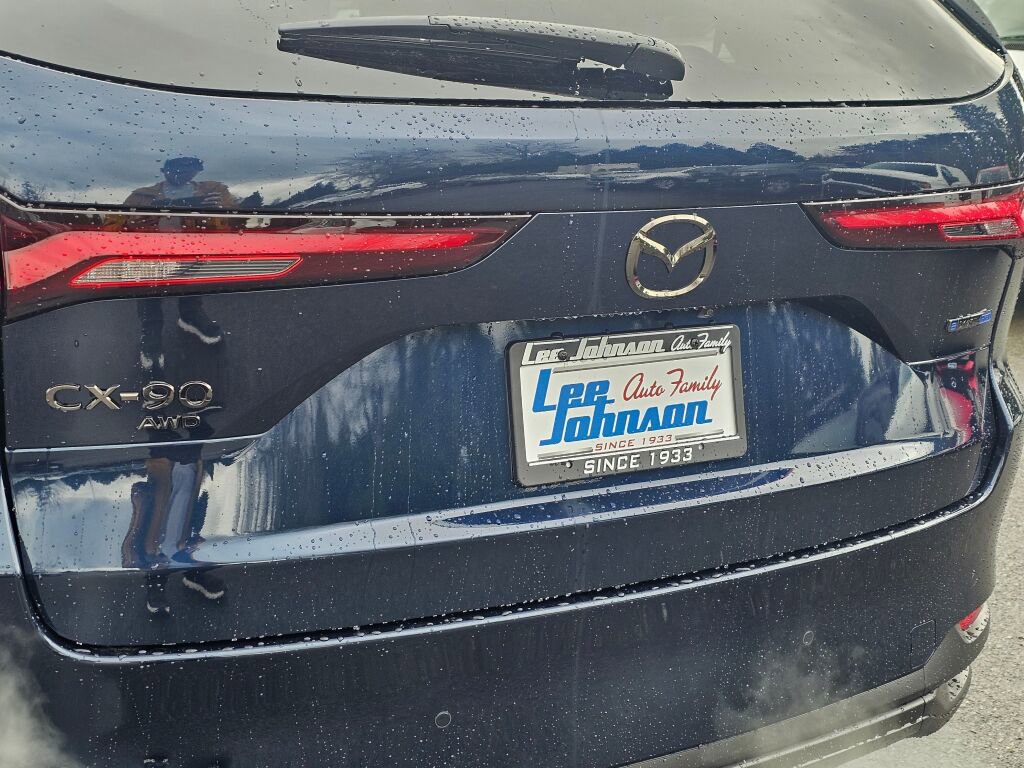 Lee Johnson Auto Family
Lee Auto Family
Johnson
SINCE 1933
SINCE 1933
CX-90
AWD